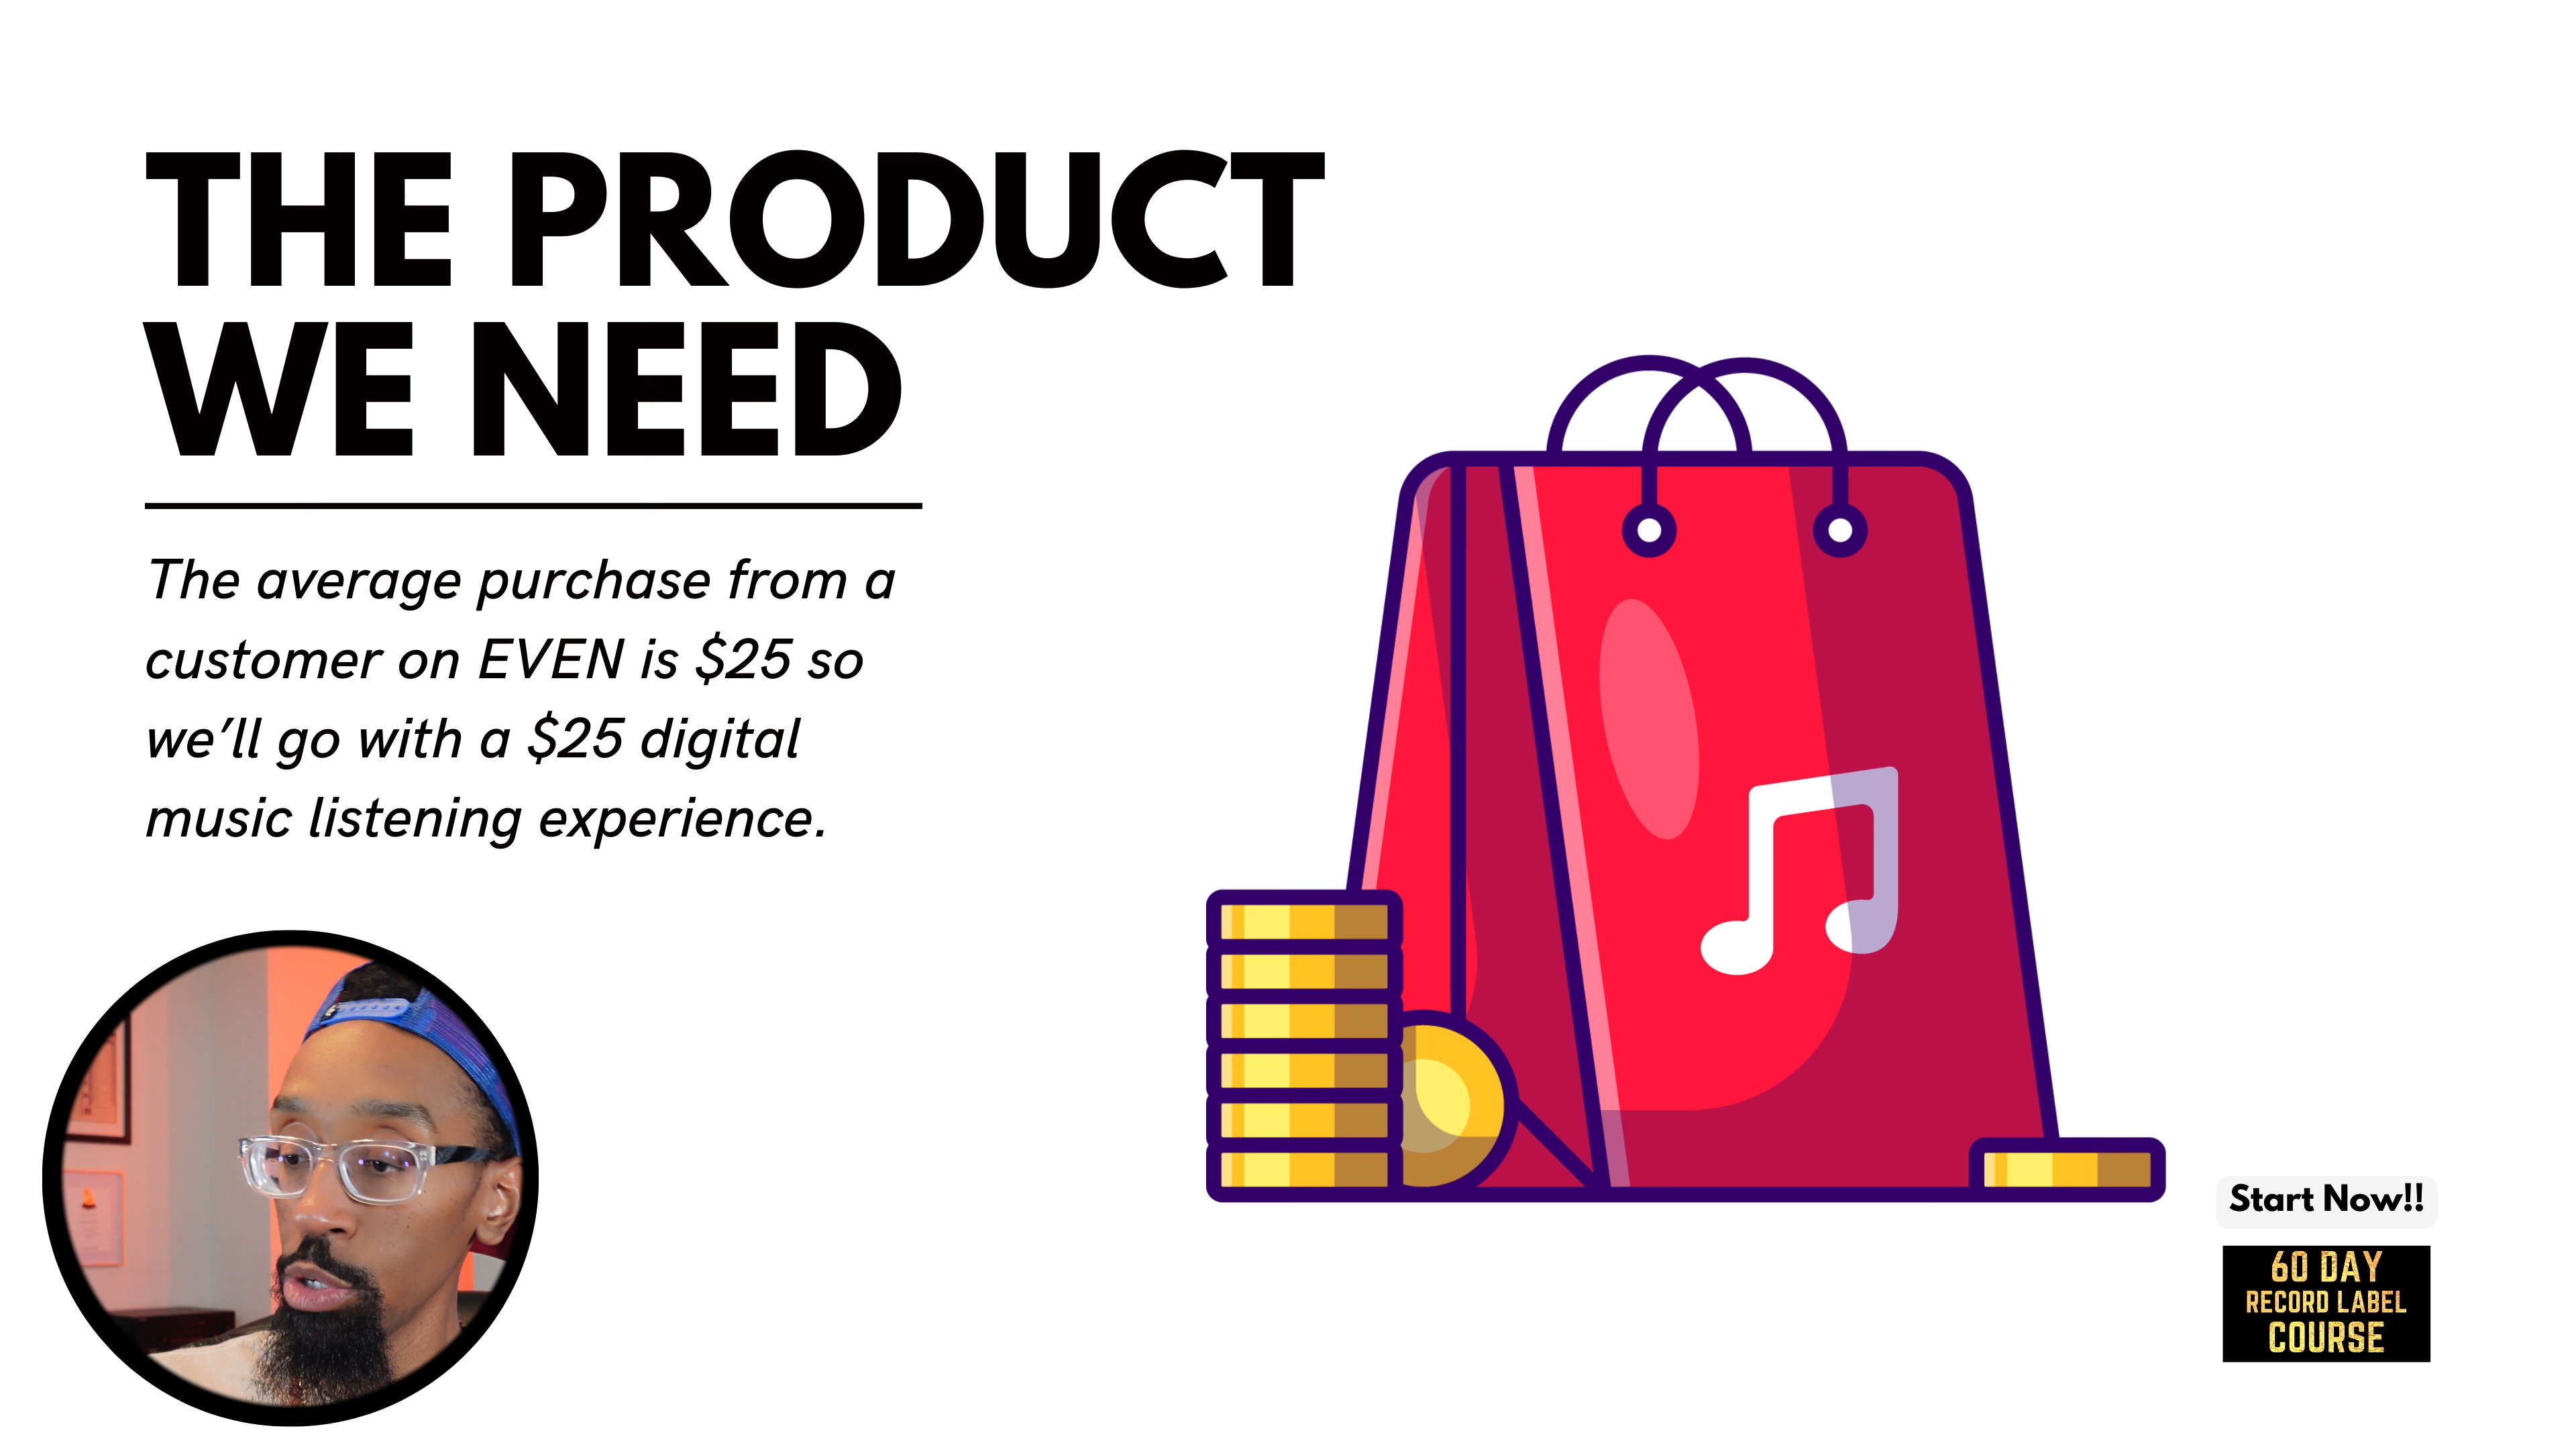 THE PRODUCT
WE NEED
The average purchase from a
customer on EVEN is $25 so
we’ll go with a $25 digital
music listening experience.
Start Now!!
60 DAY
RECORD LABEL
COURSE